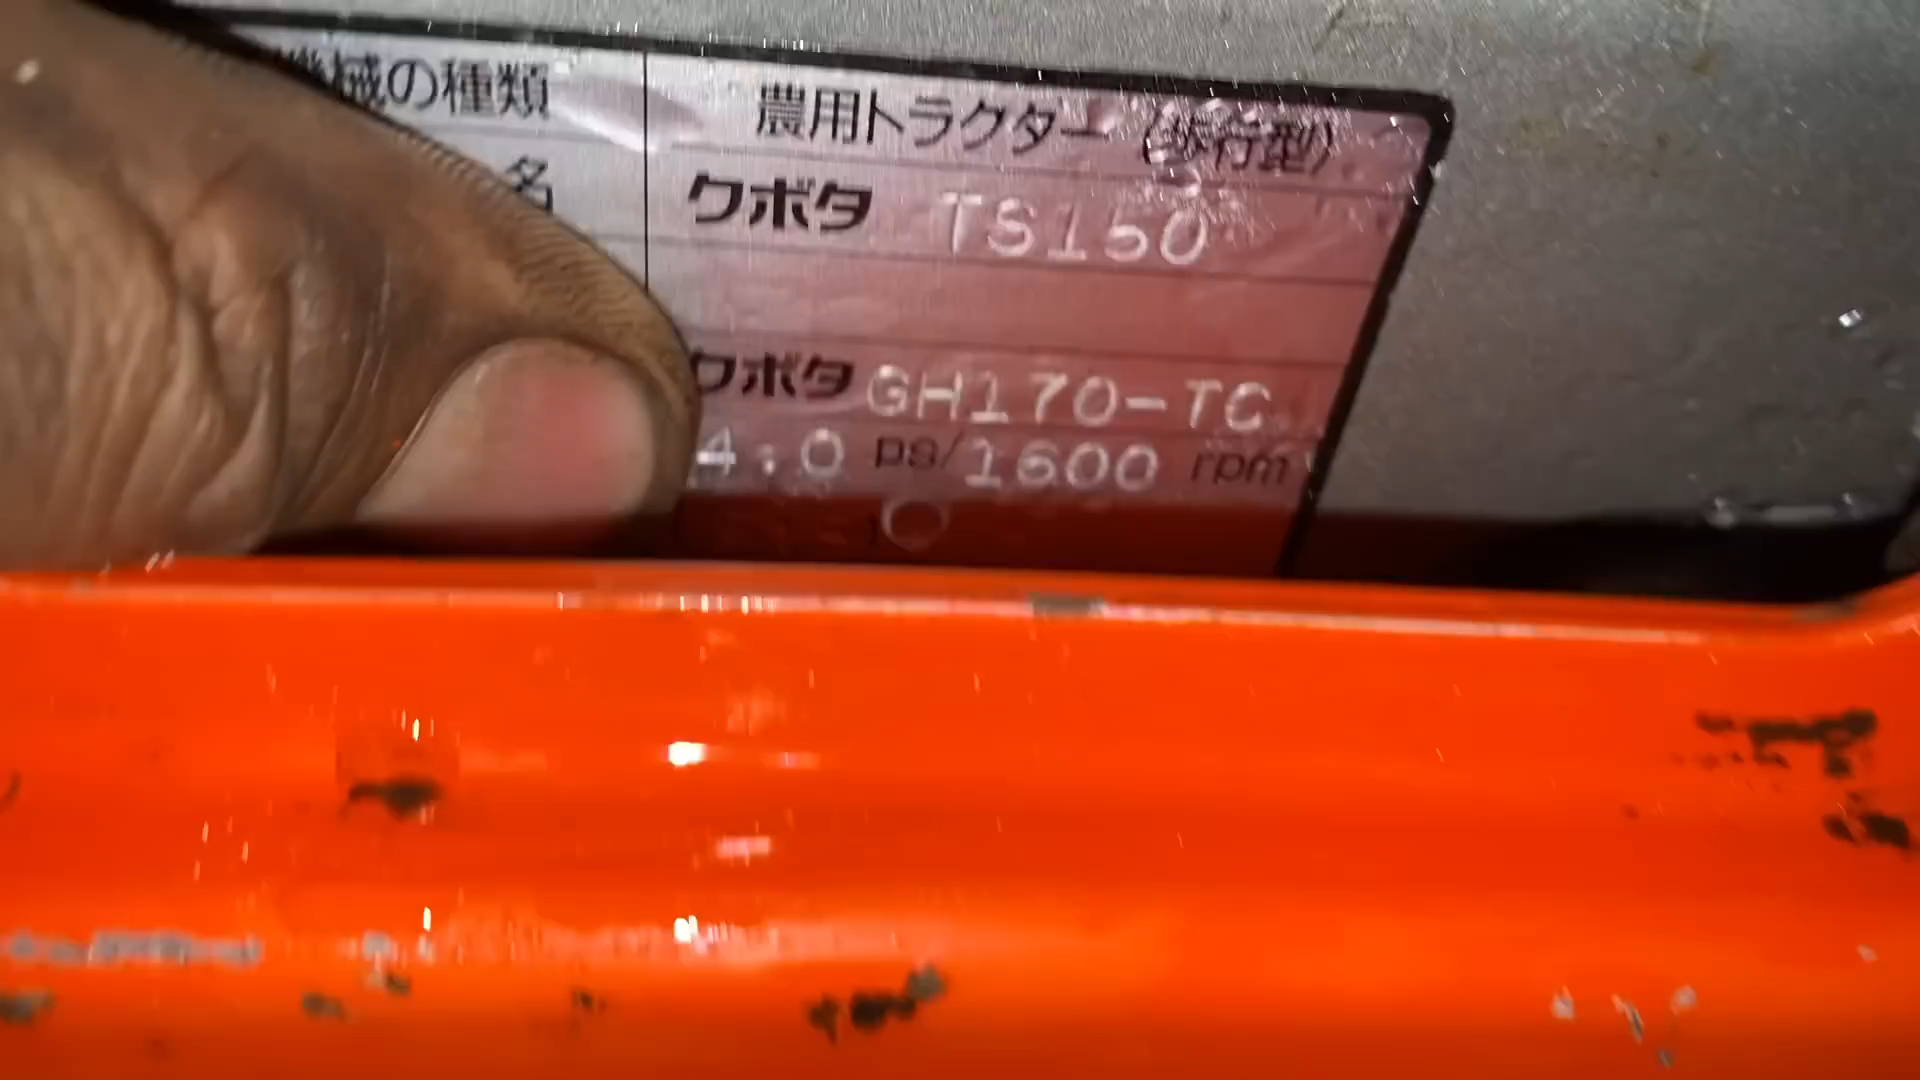 機械の種類 農用トラクター (歩行型)
名 クボタ TS150
クボタ GH170-TC
4.0 ps/1600 rpm